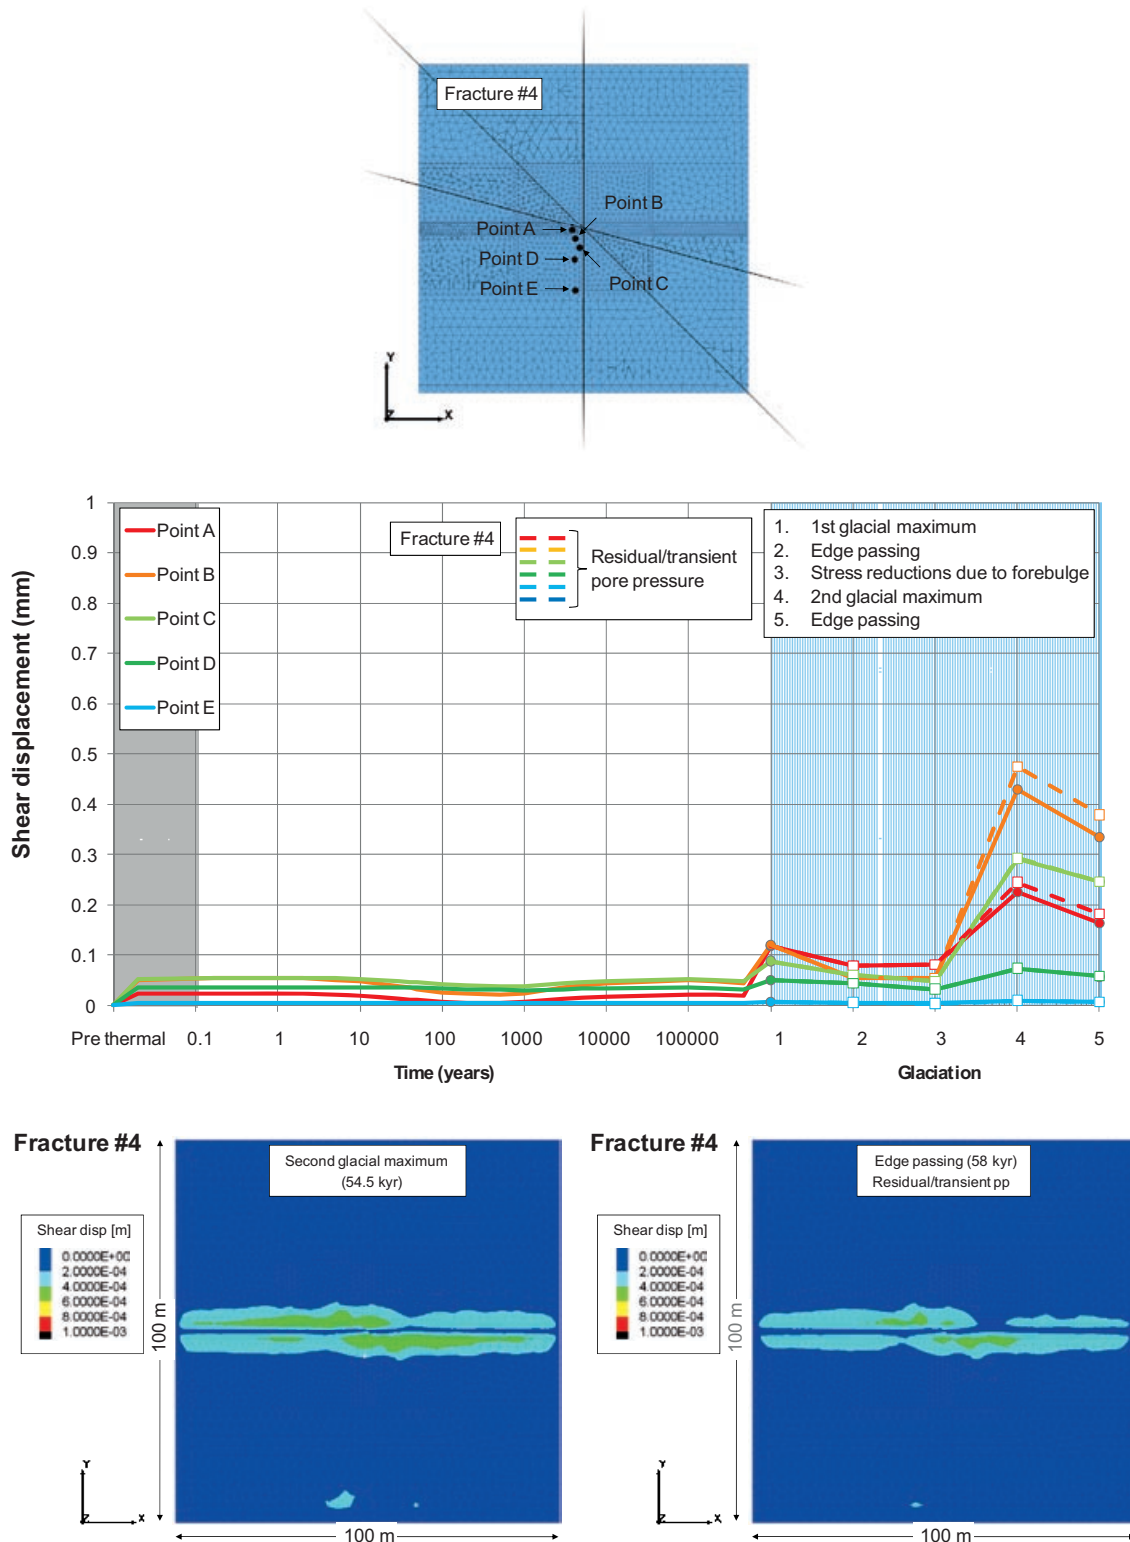 Fracture #4
Point B
Point A
Point D
Point C
Point E
Y
Z
X
1
0.9
0.8
0.7
0.6
0.5
0.4
0.3
0.2
0.1
0
Shear displacement (mm)
Point A
Point B
Point C
Point D
Point E
Fracture #4
Residual/transient
pore pressure
1. 1st glacial maximum
2. Edge passing
3. Stress reductions due to forebulge
4. 2nd glacial maximum
5. Edge passing
Pre thermal 0.1 1 10 100 1000 10000 100000 1 2 3 4 5
Time (years)
Glaciation
Fracture #4
Second glacial maximum
(54.5 kyr)
Shear disp [m]
0.0000E+00
2.0000E-04
4.0000E-04
6.0000E-04
8.0000E-04
1.0000E-03
100 m
Y
Z
X
100 m
Fracture #4
Edge passing (58 kyr)
Residual/transient pp
Shear disp [m]
0.0000E+00
2.0000E-04
4.0000E-04
6.0000E-04
8.0000E-04
1.0000E-03
100 m
Y
Z
X
100 m